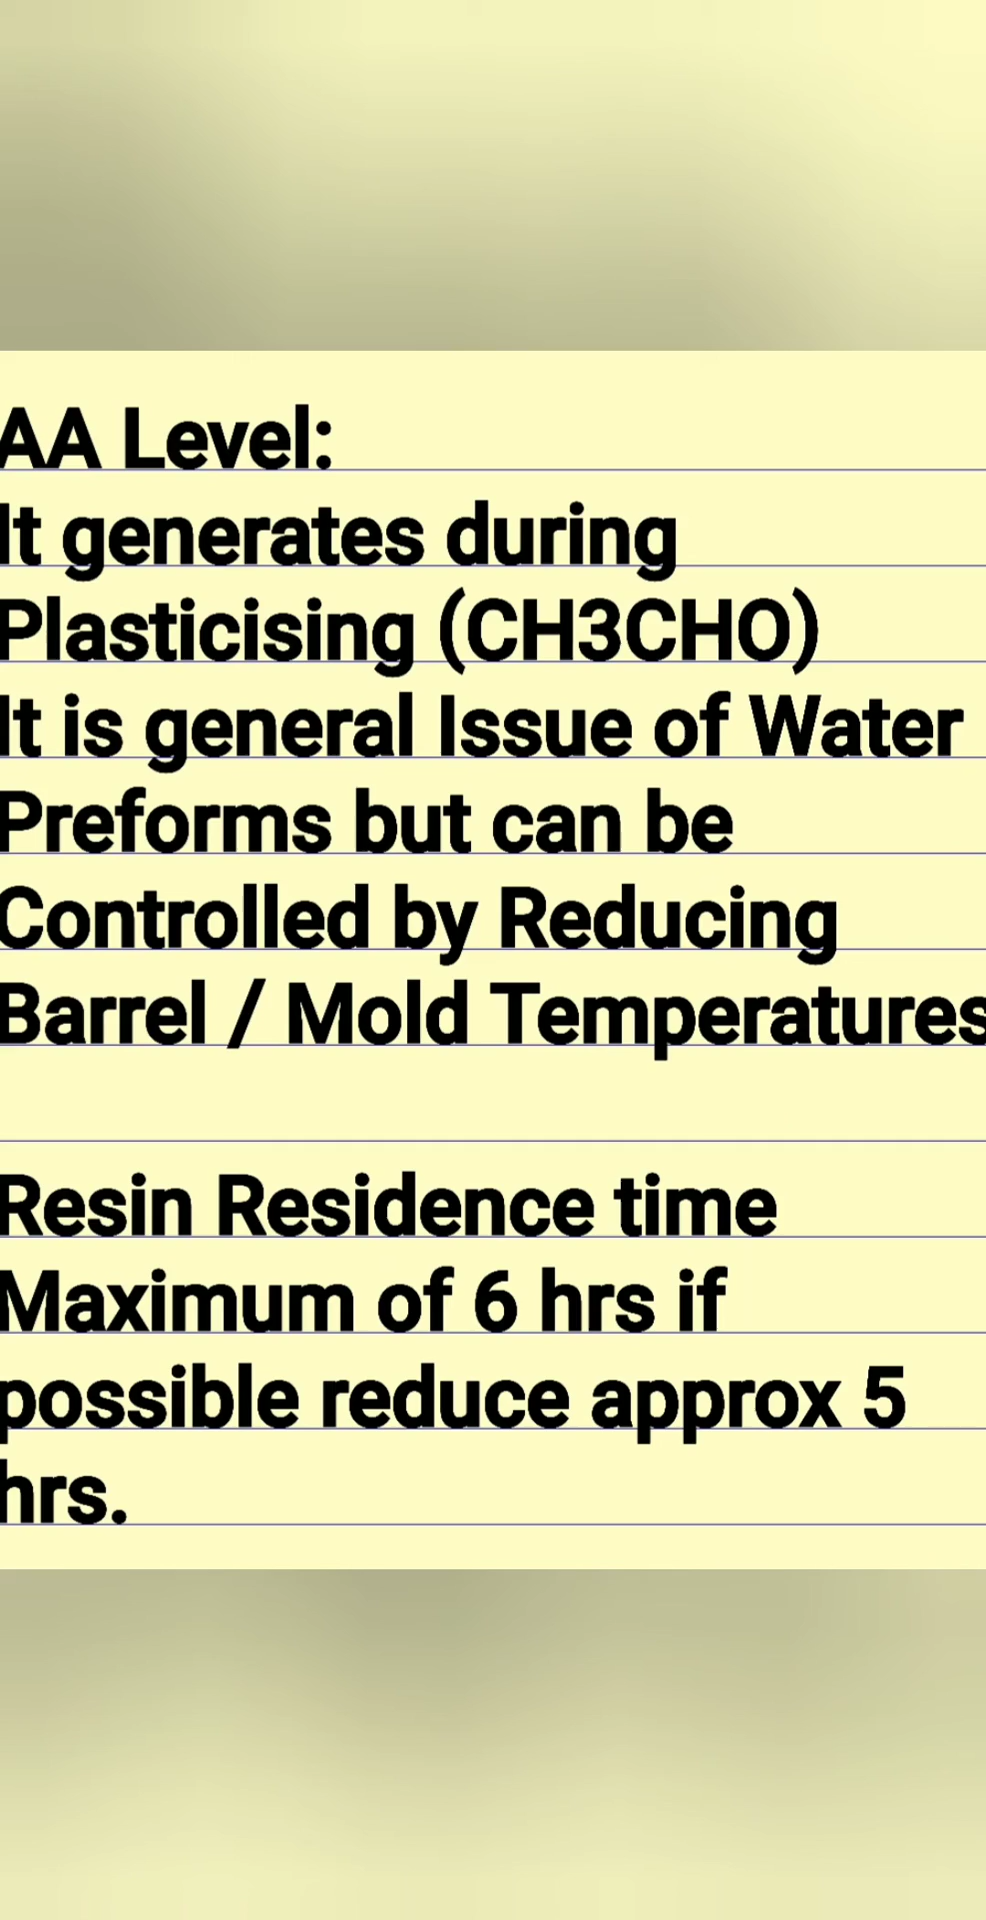 AA Level:
It generates during
Plasticising (CH3CHO)
It is general Issue of Water
Preforms but can be
Controlled by Reducing
Barrel / Mold Temperatures
Resin Residence time
Maximum of 6 hrs if
possible reduce approx 5
hrs.